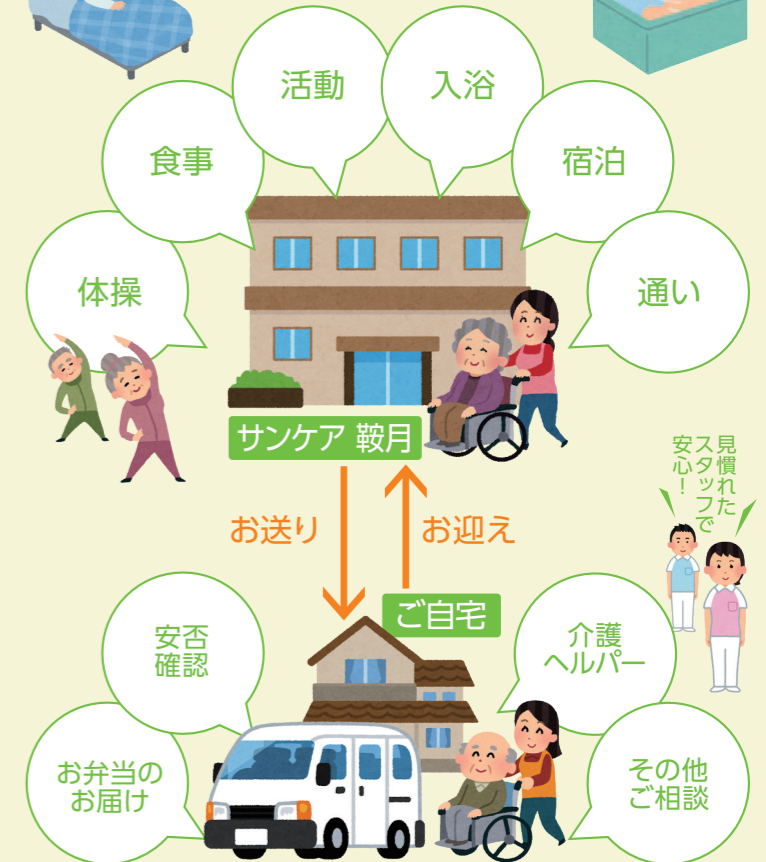 活動
入浴
食事
宿泊
体操
通い
サンケア 鞍月
見慣れた
スタッフで
安心！
お送り
お迎え
ご自宅
安否
確認
介護
ヘルパー
お弁当の
お届け
その他
ご相談